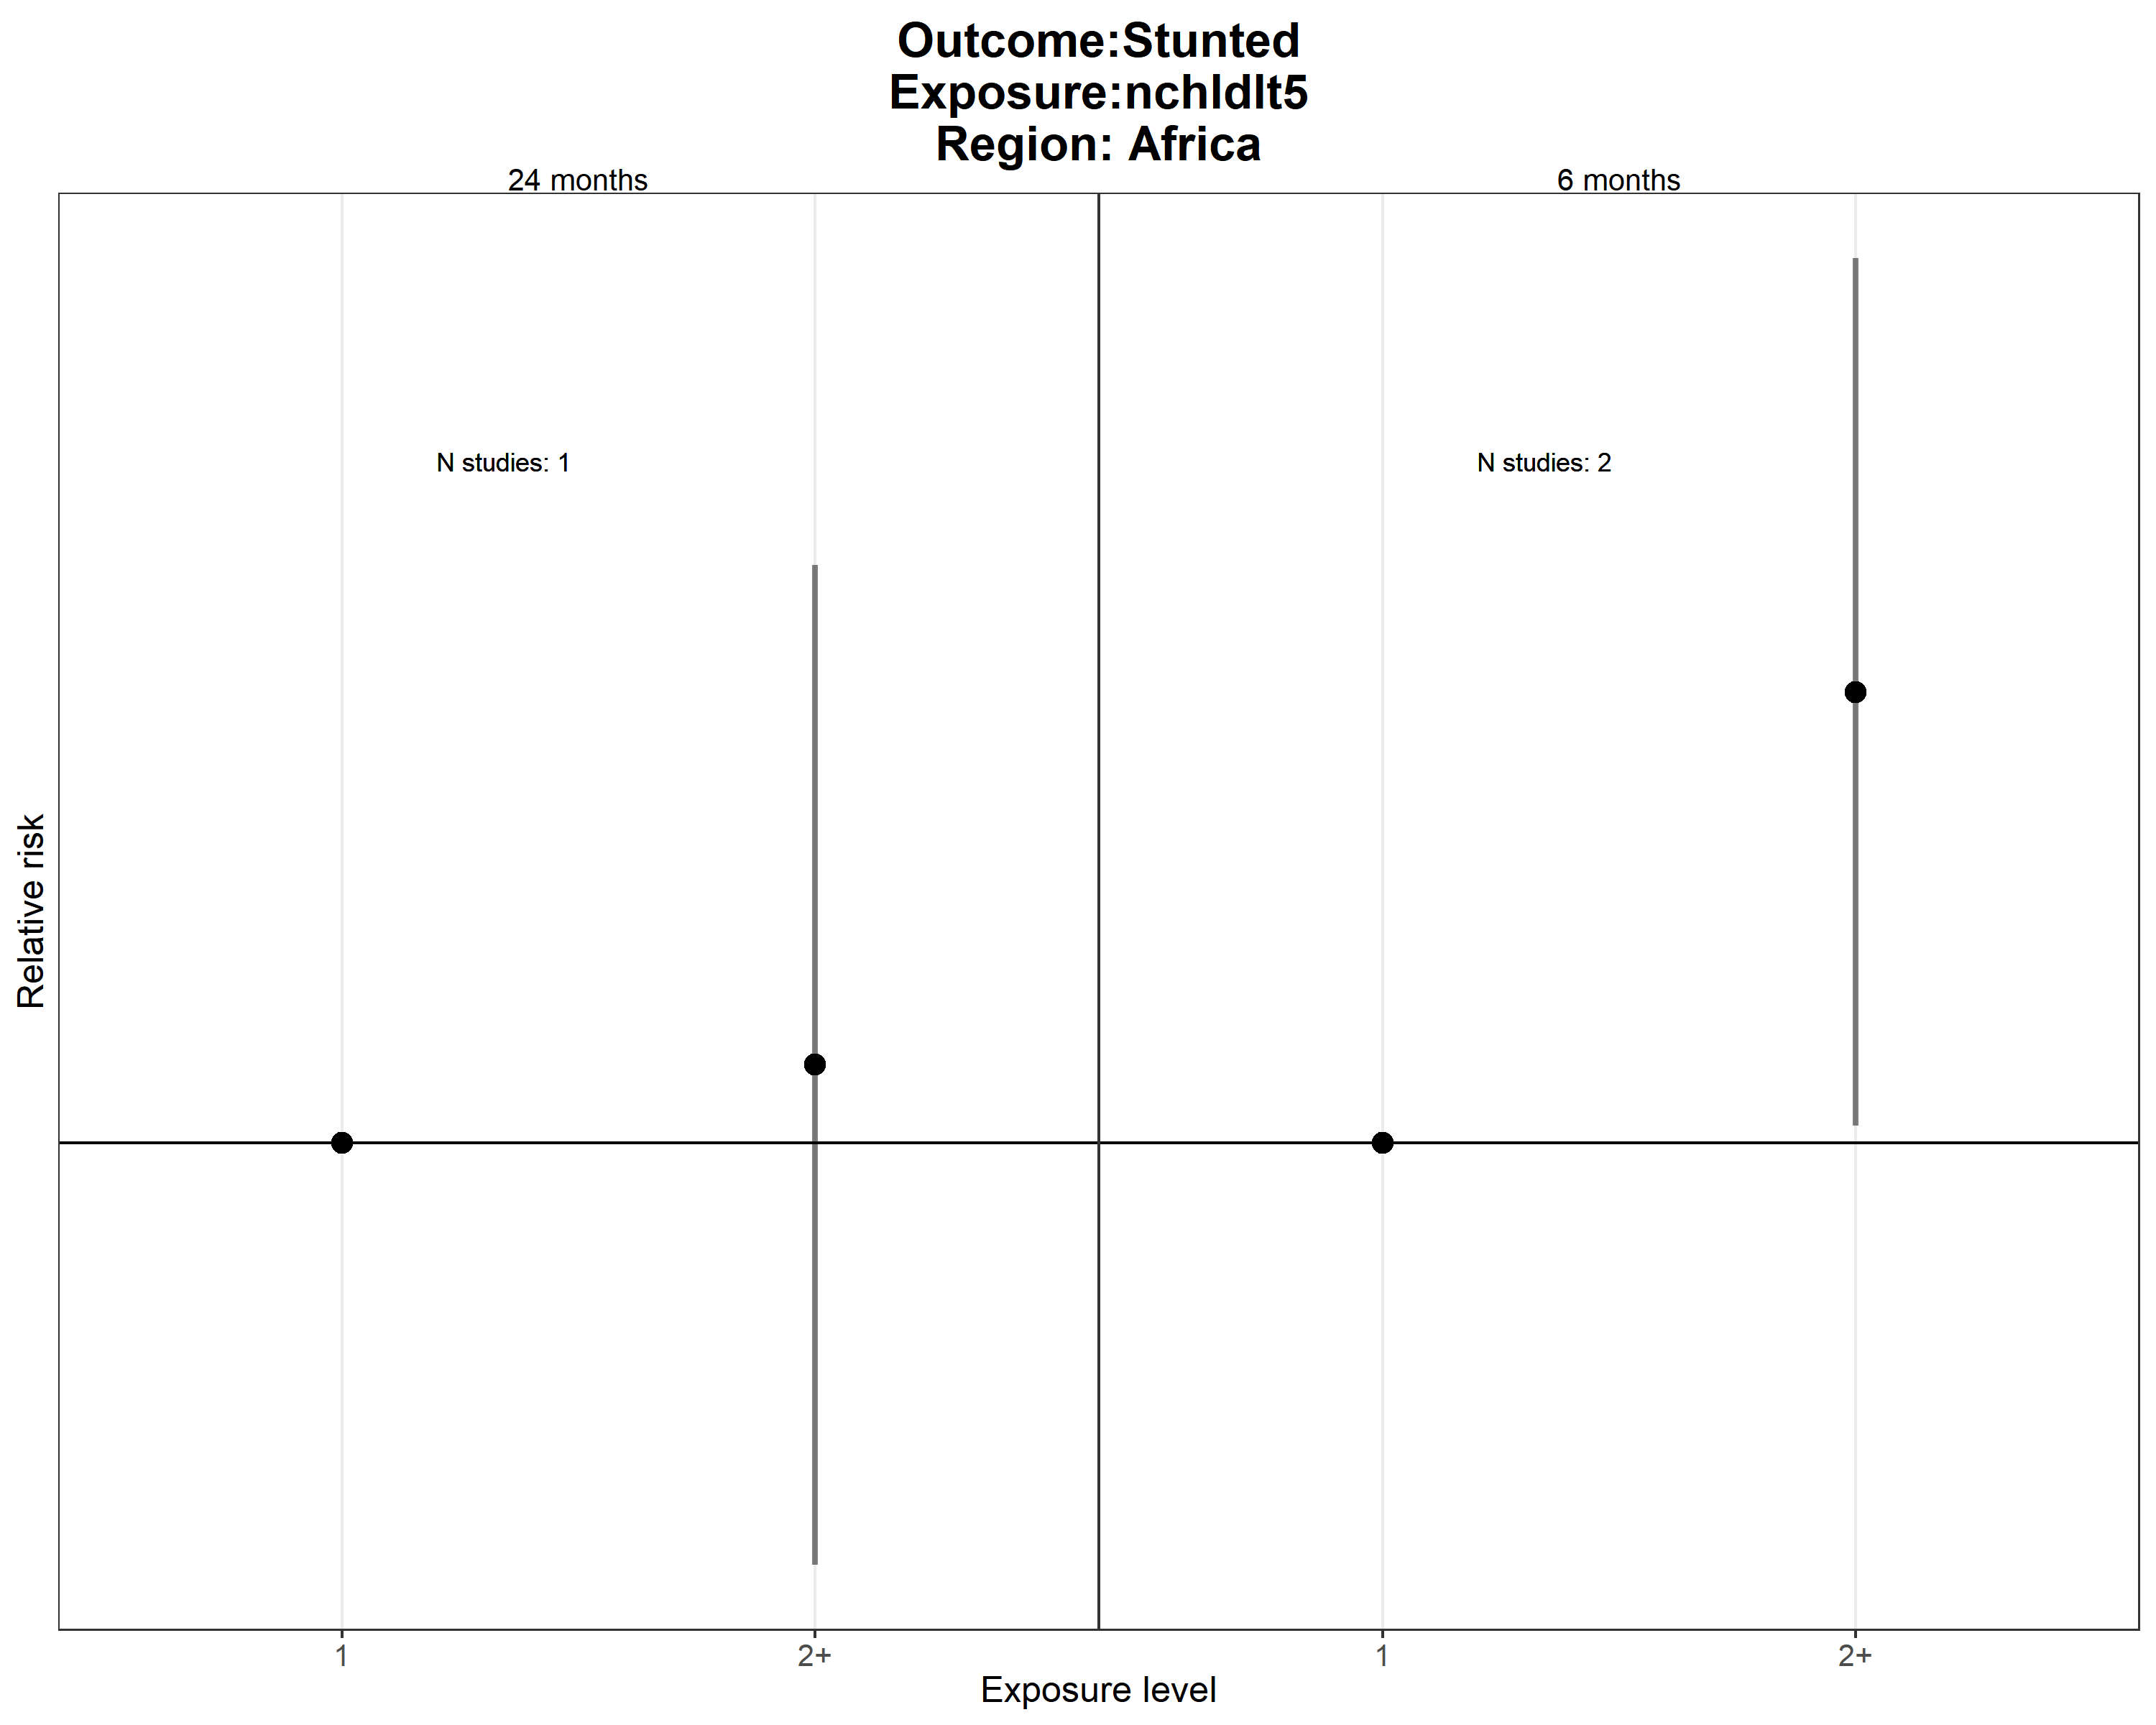 Outcome:Stunted
Exposure:nchldlt5
Region: Africa
24 months
6 months
N studies: 1
N studies: 2
Relative risk
1
2+
1
2+
Exposure level